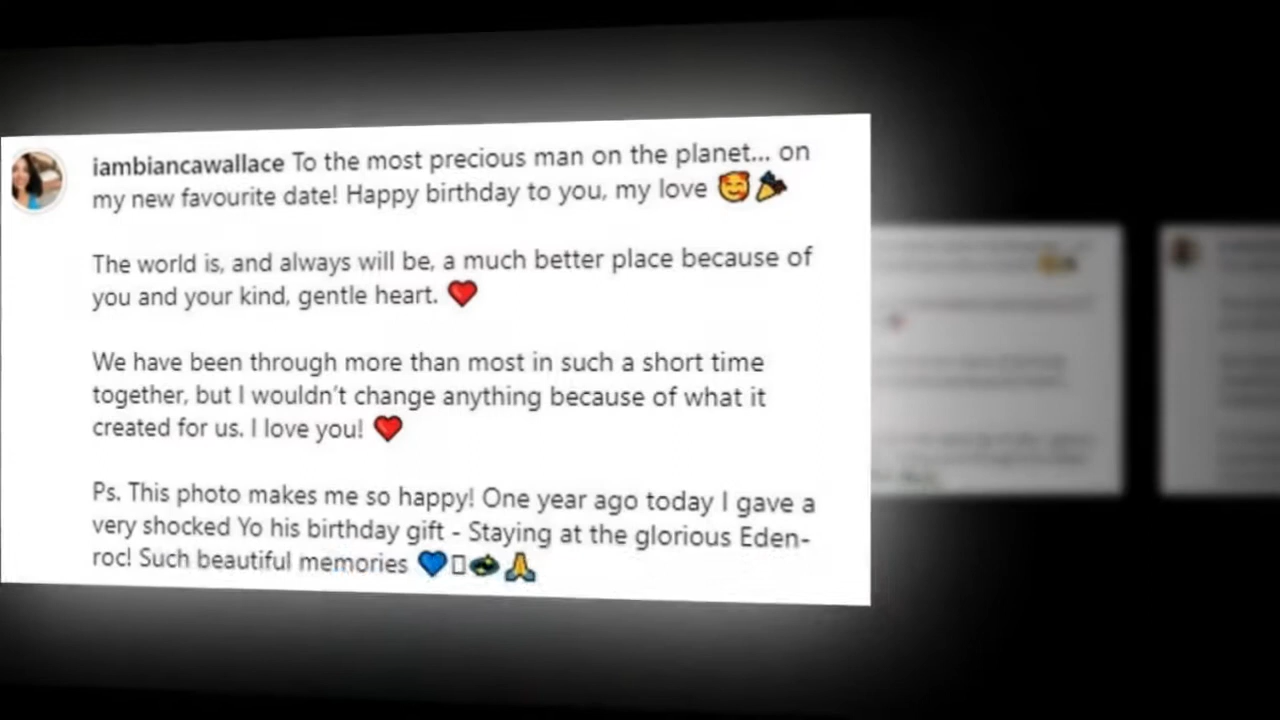 iambiancawallace To the most precious man on the planet... on
my new favourite date! Happy birthday to you, my love 🥰🎉
The world is, and always will be, a much better place because of
you and your kind, gentle heart. ❤️
We have been through more than most in such a short time
together, but I wouldn't change anything because of what it
created for us. I love you! ❤️
Ps. This photo makes me so happy! One year ago today I gave a
very shocked Yo his birthday gift - Staying at the glorious Eden-
roc! Such beautiful memories 💙🙏